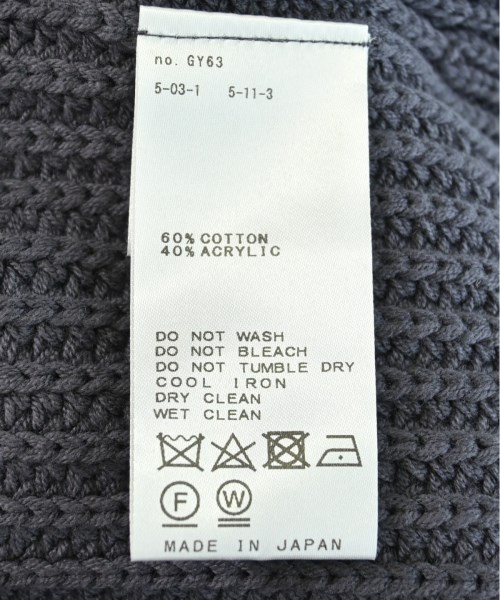 no. GY63
5-03-1 5-11-3
60% COTTON
40% ACRYLIC
DO NOT WASH
DO NOT BLEACH
DO NOT TUMBLE DRY
COOL IRON
DRY CLEAN
WET CLEAN
F W
MADE IN JAPAN